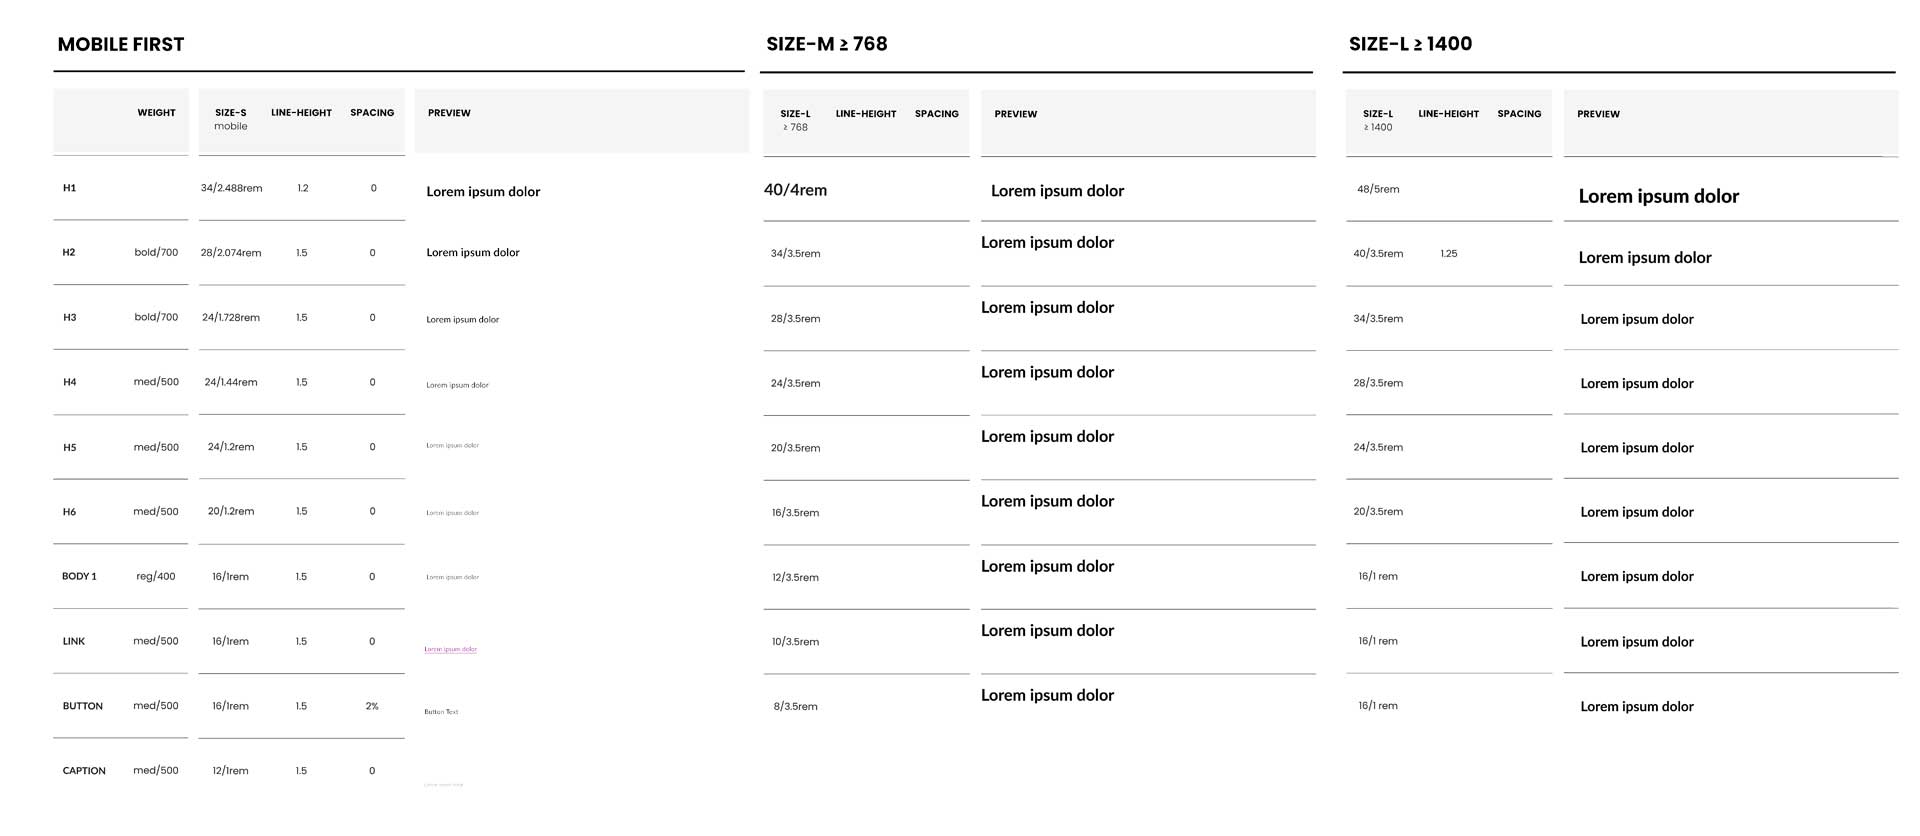 MOBILE FIRST
SIZE-M ≥ 768
SIZE-L ≥ 1400
WEIGHT SIZE-S LINE-HEIGHT SPACING PREVIEW
mobile
SIZE-L LINE-HEIGHT SPACING PREVIEW
≥ 768
SIZE-L LINE-HEIGHT SPACING PREVIEW
≥ 1400
H1 34/2.488rem 1.2 0 Lorem ipsum dolor 40/4rem Lorem ipsum dolor 48/5rem Lorem ipsum dolor
H2 bold/700 28/2.074rem 1.5 0 Lorem ipsum dolor 34/3.5rem Lorem ipsum dolor 40/3.5rem 1.25 Lorem ipsum dolor
H3 bold/700 24/1.728rem 1.5 0 Lorem ipsum dolor 28/3.5rem Lorem ipsum dolor 34/3.5rem Lorem ipsum dolor
H4 med/500 24/1.44rem 1.5 0 Lorem ipsum dolor 24/3.5rem Lorem ipsum dolor 28/3.5rem Lorem ipsum dolor
H5 med/500 24/1.2rem 1.5 0 Lorem ipsum dolor 20/3.5rem Lorem ipsum dolor 24/3.5rem Lorem ipsum dolor
H6 med/500 20/1.2rem 1.5 0 Lorem ipsum dolor 16/3.5rem Lorem ipsum dolor 20/3.5rem Lorem ipsum dolor
BODY 1 reg/400 16/1rem 1.5 0 Lorem ipsum dolor 12/3.5rem Lorem ipsum dolor 16/1 rem Lorem ipsum dolor
LINK med/500 16/1rem 1.5 0 Lorem ipsum dolor 10/3.5rem Lorem ipsum dolor 16/1 rem Lorem ipsum dolor
BUTTON med/500 16/1rem 1.5 2% Button Text 8/3.5rem Lorem ipsum dolor 16/1 rem Lorem ipsum dolor
CAPTION med/500 12/1rem 1.5 0 Lorem ipsum dolor